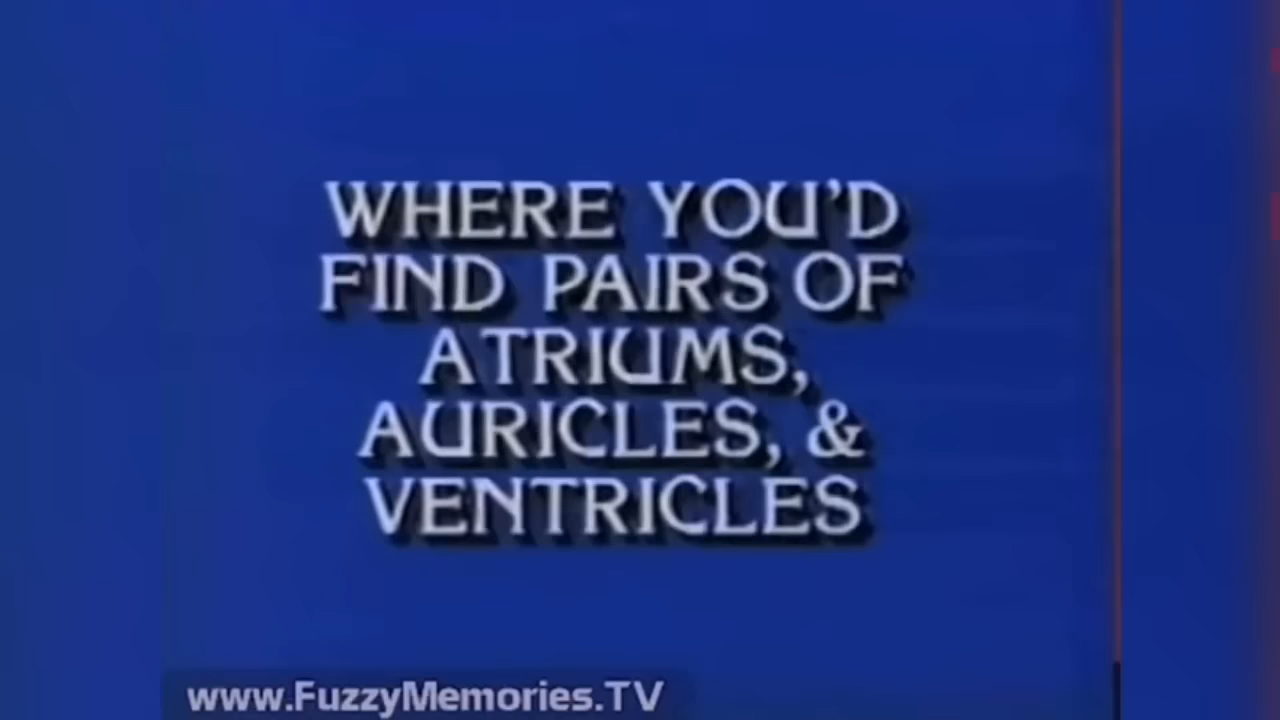 WHERE YOU'D
FIND PAIRS OF
ATRIUMS,
AURICLES, &
VENTRICLES
www.FuzzyMemories.TV